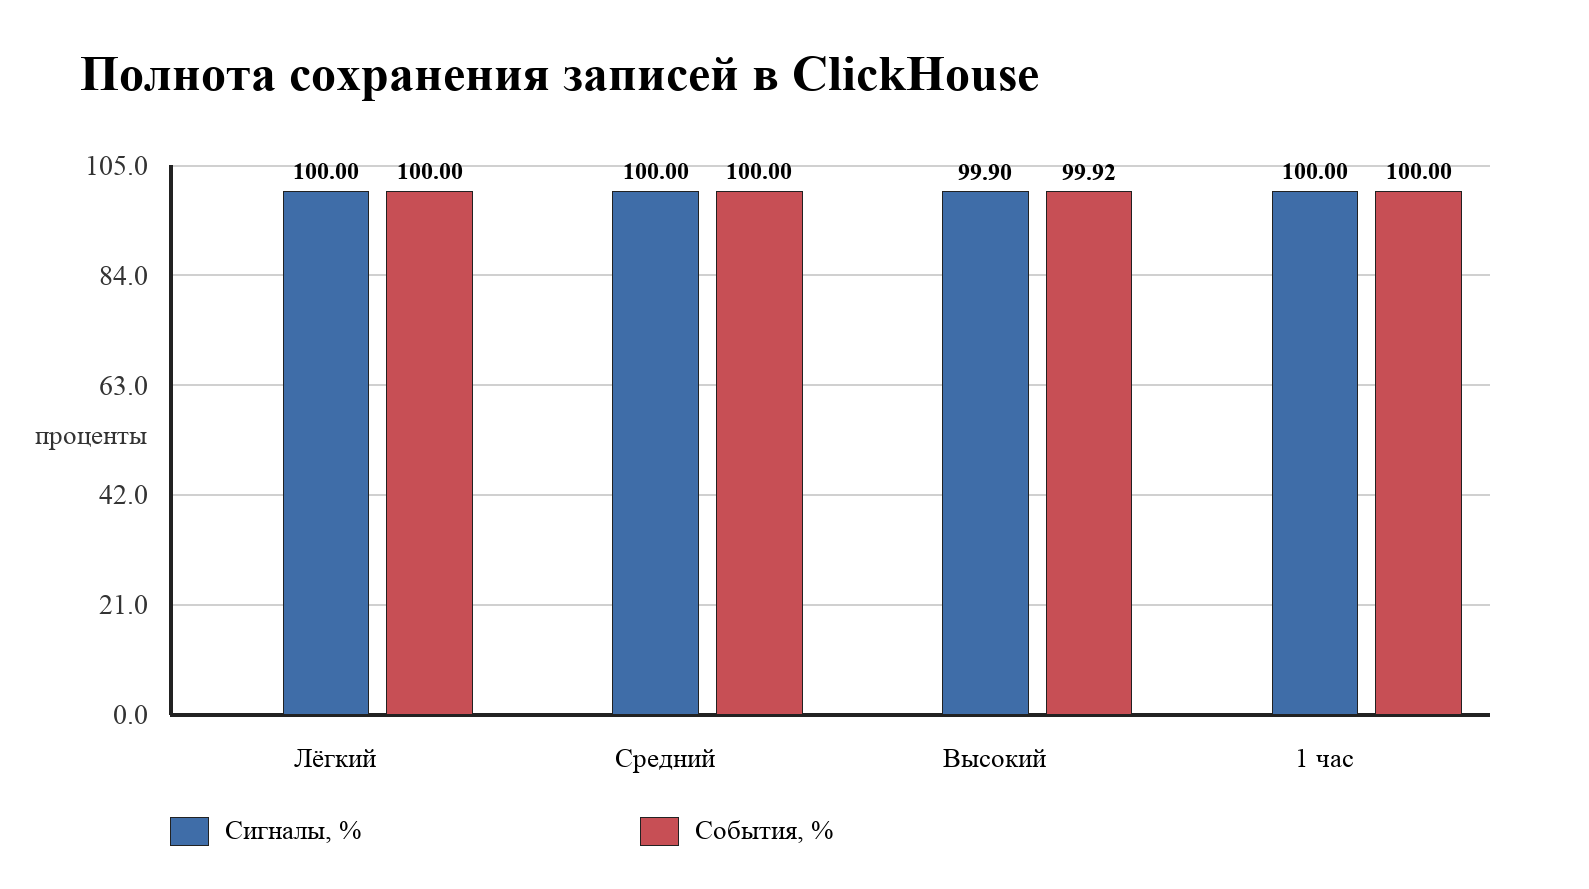 Полнота сохранения записей в ClickHouse
105.0
100.00 100.00 100.00 100.00 99.90 99.92 100.00 100.00
84.0
63.0
проценты
42.0
21.0
0.0
Лёгкий Средний Высокий 1 час
Сигналы, % События, %